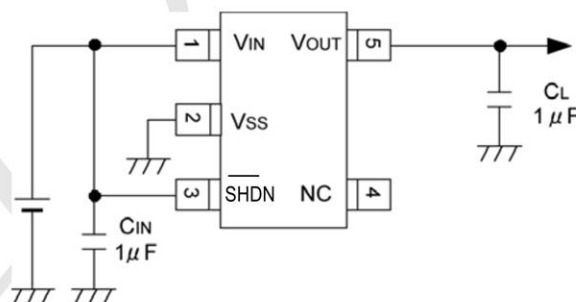 1 VIN VOUT 5
2 VSS
3 SHDN NC 4
CIN
1μF
CL
1μF